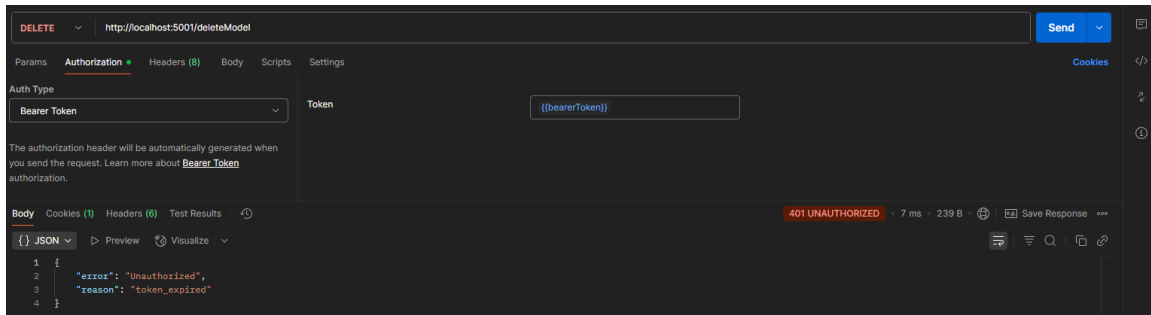 DELETE http://localhost:5001/deleteModel Send
Params Authorization Headers (8) Body Scripts Settings Cookies
Auth Type
Bearer Token
Token {{bearerToken}}
The authorization header will be automatically generated when
you send the request. Learn more about Bearer Token
authorization.
Body Cookies (1) Headers (6) Test Results 401 UNAUTHORIZED 7 ms 239 B Save Response
{} JSON Preview Visualize
1 {
2 "error": "Unauthorized",
3 "reason": "token_expired"
4 }